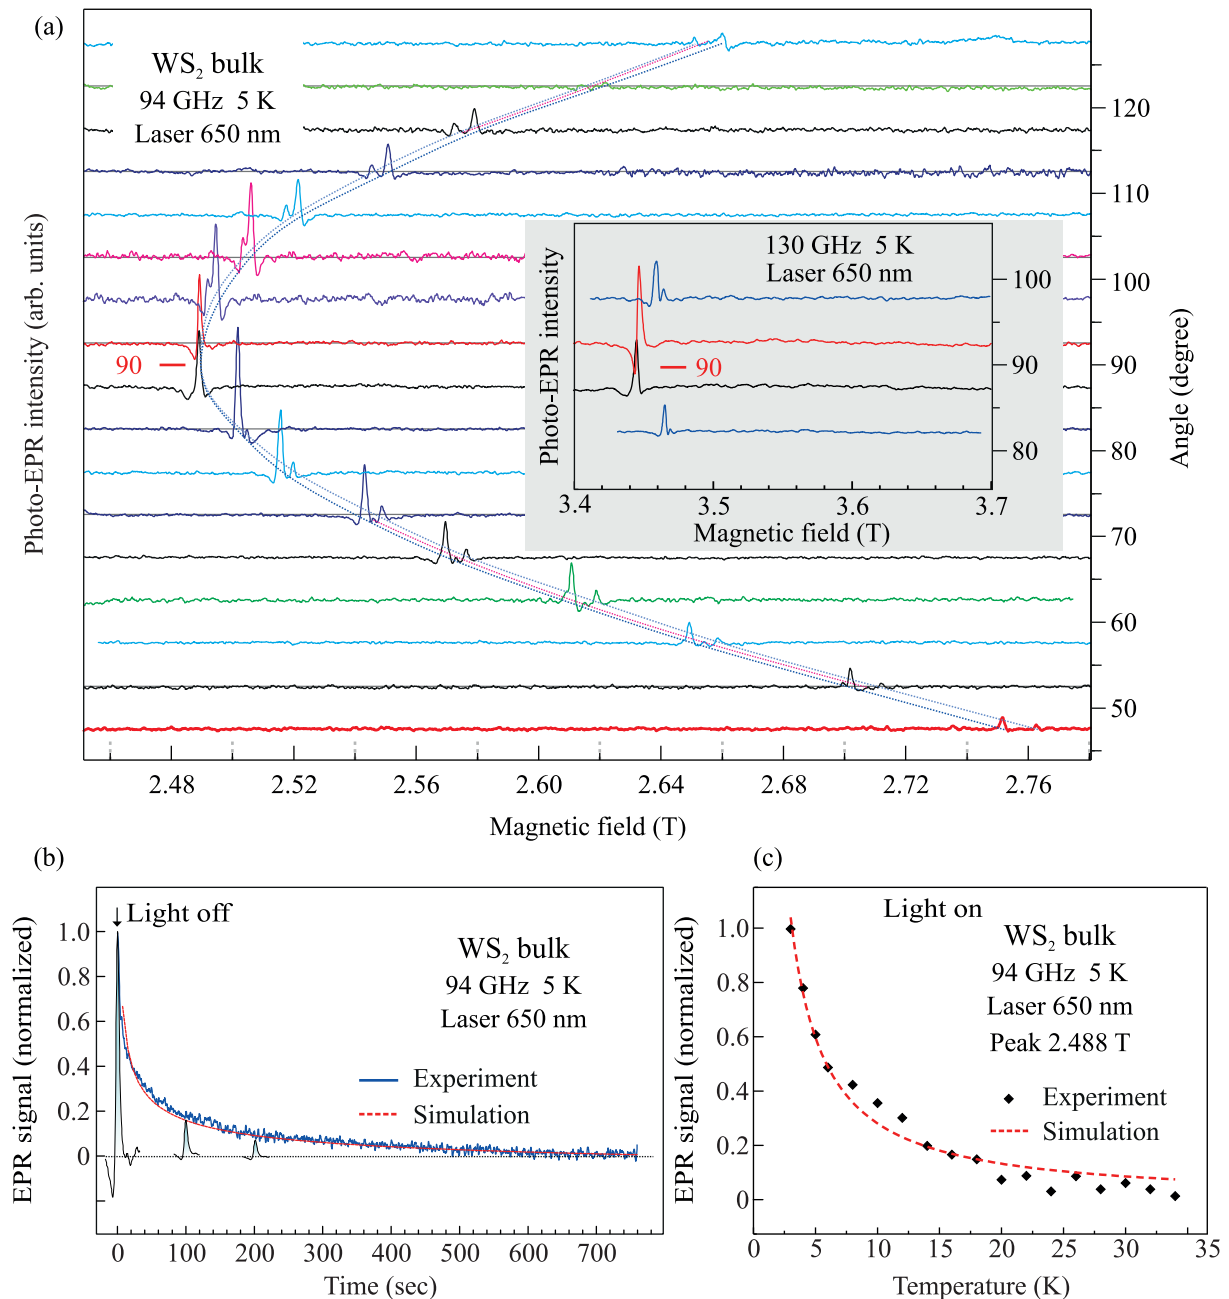 (a)
WS₂ bulk
94 GHz 5 K
Laser 650 nm
Photo-EPR intensity (arb. units)
90
120
110
100
90
80
70
60
50
Angle (degree)
130 GHz 5 K
Laser 650 nm
Photo-EPR intensity
90
100
90
80
3.4 3.5 3.6 3.7
Magnetic field (T)
2.48 2.52 2.56 2.60 2.64 2.68 2.72 2.76
Magnetic field (T)
(b)
Light off
WS₂ bulk
94 GHz 5 K
Laser 650 nm
Experiment
Simulation
EPR signal (normalized)
1.0
0.8
0.6
0.4
0.2
0
0 100 200 300 400 500 600 700
Time (sec)
(c)
Light on
WS₂ bulk
94 GHz 5 K
Laser 650 nm
Peak 2.488 T
Experiment
Simulation
EPR signal (normalized)
1.0
0.8
0.6
0.4
0.2
0
0 5 10 15 20 25 30 35
Temperature (K)